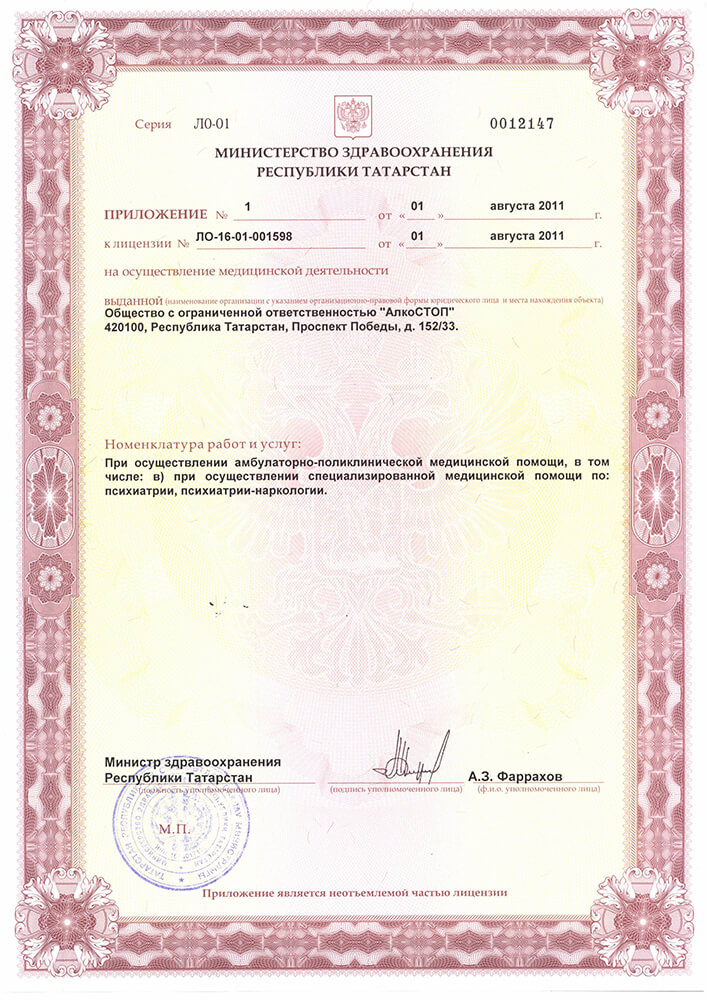 Серия ЛО-01 0012147
МИНИСТЕРСТВО ЗДРАВООХРАНЕНИЯ
РЕСПУБЛИКИ ТАТАРСТАН
ПРИЛОЖЕНИЕ № 1 от « 01 » августа 2011 г.
к лицензии № ЛО-16-01-001598 от « 01 » августа 2011 г.
на осуществление медицинской деятельности
выданной (наименование организации с указанием организационно-правовой формы юридического лица и места нахождения объекта)
Общество с ограниченной ответственностью "АлкоСТОП"
420100, Республика Татарстан, Проспект Победы, д. 152/33.
Номенклатура работ и услуг:
При осуществлении амбулаторно-поликлинической медицинской помощи, в том
числе: в) при осуществлении специализированной медицинской помощи по:
психиатрии, психиатрии-наркологии.
Министр здравоохранения
Республики Татарстан А.З. Фаррахов
(должность уполномоченного лица) (подпись уполномоченного лица) (ф.и.о. уполномоченного лица)
М.П.
Приложение является неотъемлемой частью лицензии